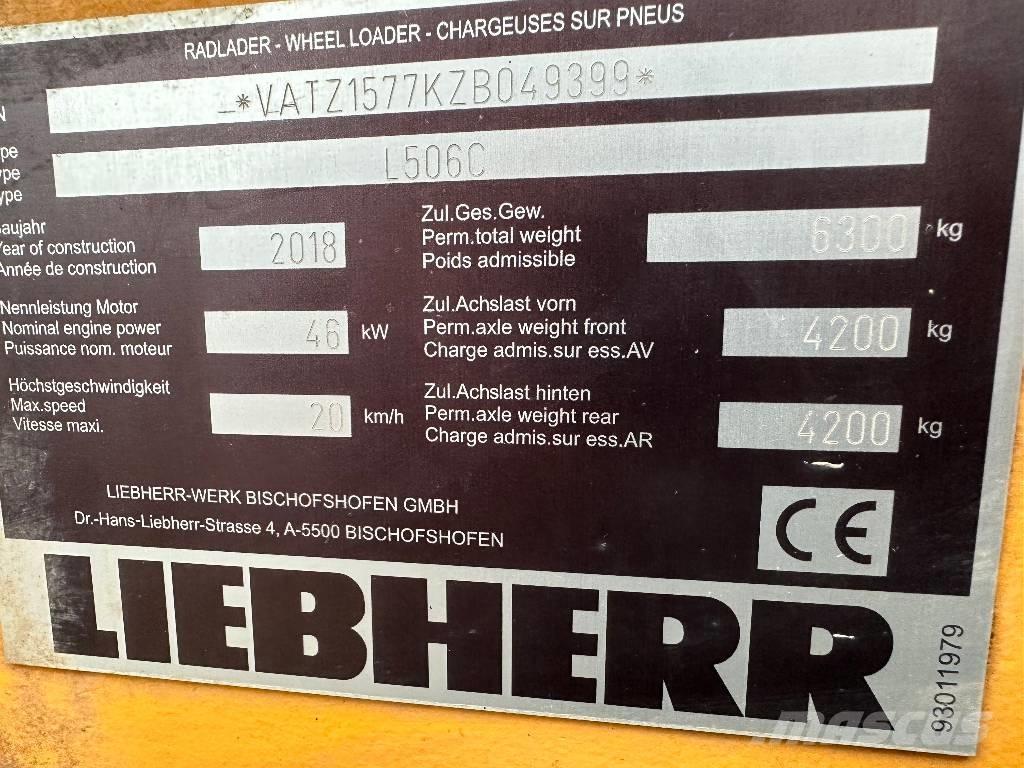 RADLADER - WHEEL LOADER - CHARGEUSES SUR PNEUS
N
*VATZ1577KZB049399*
ype
ype
ype
L506C
Baujahr
Year of construction
Année de construction
2018
Zul.Ges.Gew.
Perm.total weight
Poids admissible
6300 kg
Nennleistung Motor
Nominal engine power
Puissance nom. moteur
46 kW
Zul.Achslast vorn
Perm.axle weight front
Charge admis.sur ess.AV
4200 kg
Höchstgeschwindigkeit
Max.speed
Vitesse maxi.
20 km/h
Zul.Achslast hinten
Perm.axle weight rear
Charge admis.sur ess.AR
4200 kg
LIEBHERR-WERK BISCHOFSHOFEN GMBH
Dr.-Hans-Liebherr-Strasse 4, A-5500 BISCHOFSHOFEN
CE
LIEBHERR
93011979
mascus